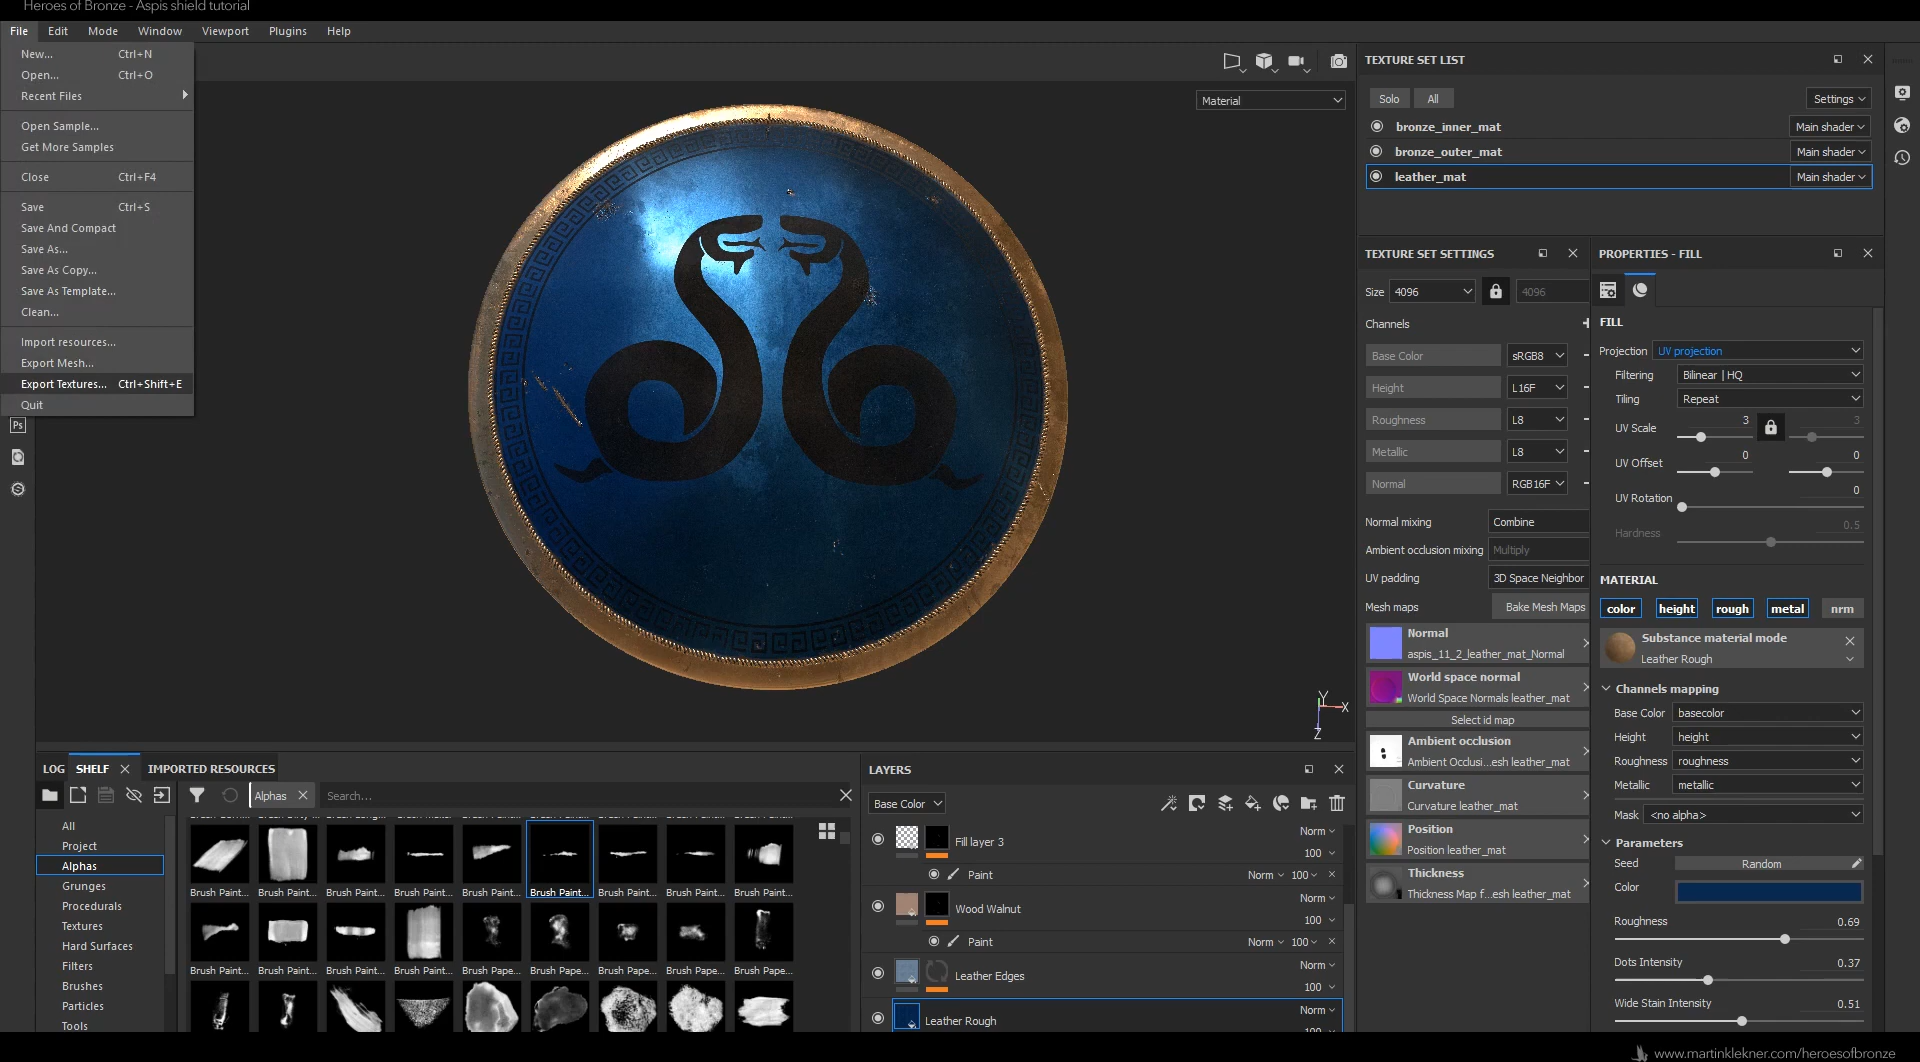 Heroes of Bronze - Aspis shield tutorial
File Edit Mode Window Viewport Plugins Help
New... Ctrl+N
Open... Ctrl+O
Recent Files
Open Sample...
Get More Samples
Close Ctrl+F4
Save Ctrl+S
Save And Compact
Save As...
Save As Copy...
Save As Template...
Clean...
Import resources...
Export Mesh...
Export Textures... Ctrl+Shift+E
Quit
Ps
Material
Y
X
Z
TEXTURE SET LIST
Solo All Settings
bronze_inner_mat Main shader
bronze_outer_mat Main shader
leather_mat Main shader
TEXTURE SET SETTINGS
Size 4096 4096
Channels
Base Color sRGB8
Height L16F
Roughness L8
Metallic L8
Normal RGB16F
Normal mixing Combine
Ambient occlusion mixing Multiply
UV padding 3D Space Neighbor
Mesh maps Bake Mesh Maps
Normal
aspis_11_2_leather_mat_Normal
World space normal
World Space Normals leather_mat
Select id map
Ambient occlusion
Ambient Occlusi...esh leather_mat
Curvature
Curvature leather_mat
Position
Position leather_mat
Thickness
Thickness Map f...esh leather_mat
PROPERTIES - FILL
FILL
Projection UV projection
Filtering Bilinear | HQ
Tiling Repeat
UV Scale 3 3
UV Offset 0 0
UV Rotation 0
Hardness 0.5
MATERIAL
color height rough metal nrm
Substance material mode
Leather Rough
Channels mapping
Base Color basecolor
Height height
Roughness roughness
Metallic metallic
Mask <no alpha>
Parameters
Seed Random
Color
Roughness 0.69
Dots Intensity 0.37
Wide Stain Intensity 0.51
LOG SHELF IMPORTED RESOURCES
Alphas Search...
All
Project
Alphas
Grunges
Procedurals
Textures
Hard Surfaces
Filters
Brushes
Particles
Tools
Brush Paint... Brush Paint... Brush Paint... Brush Paint... Brush Paint... Brush Paint... Brush Paint... Brush Paint... Brush Paint...
Brush Paint... Brush Paint... Brush Paint... Brush Paint... Brush Pape... Brush Pape... Brush Pape... Brush Pape... Brush Pape...
LAYERS
Base Color
Fill layer 3 Norm 100
Paint Norm 100
Wood Walnut Norm 100
Paint Norm 100
Leather Edges Norm 100
Leather Rough Norm 100
www.martinklekner.com/heroesofbronze